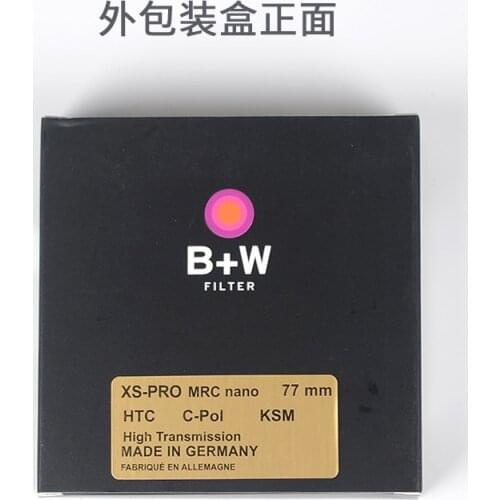 外包装盒正面
B+W
FILTER
XS-PRO MRC nano 77 mm
HTC C-Pol KSM
High Transmission
MADE IN GERMANY
FABRIQUÉ EN ALLEMAGNE